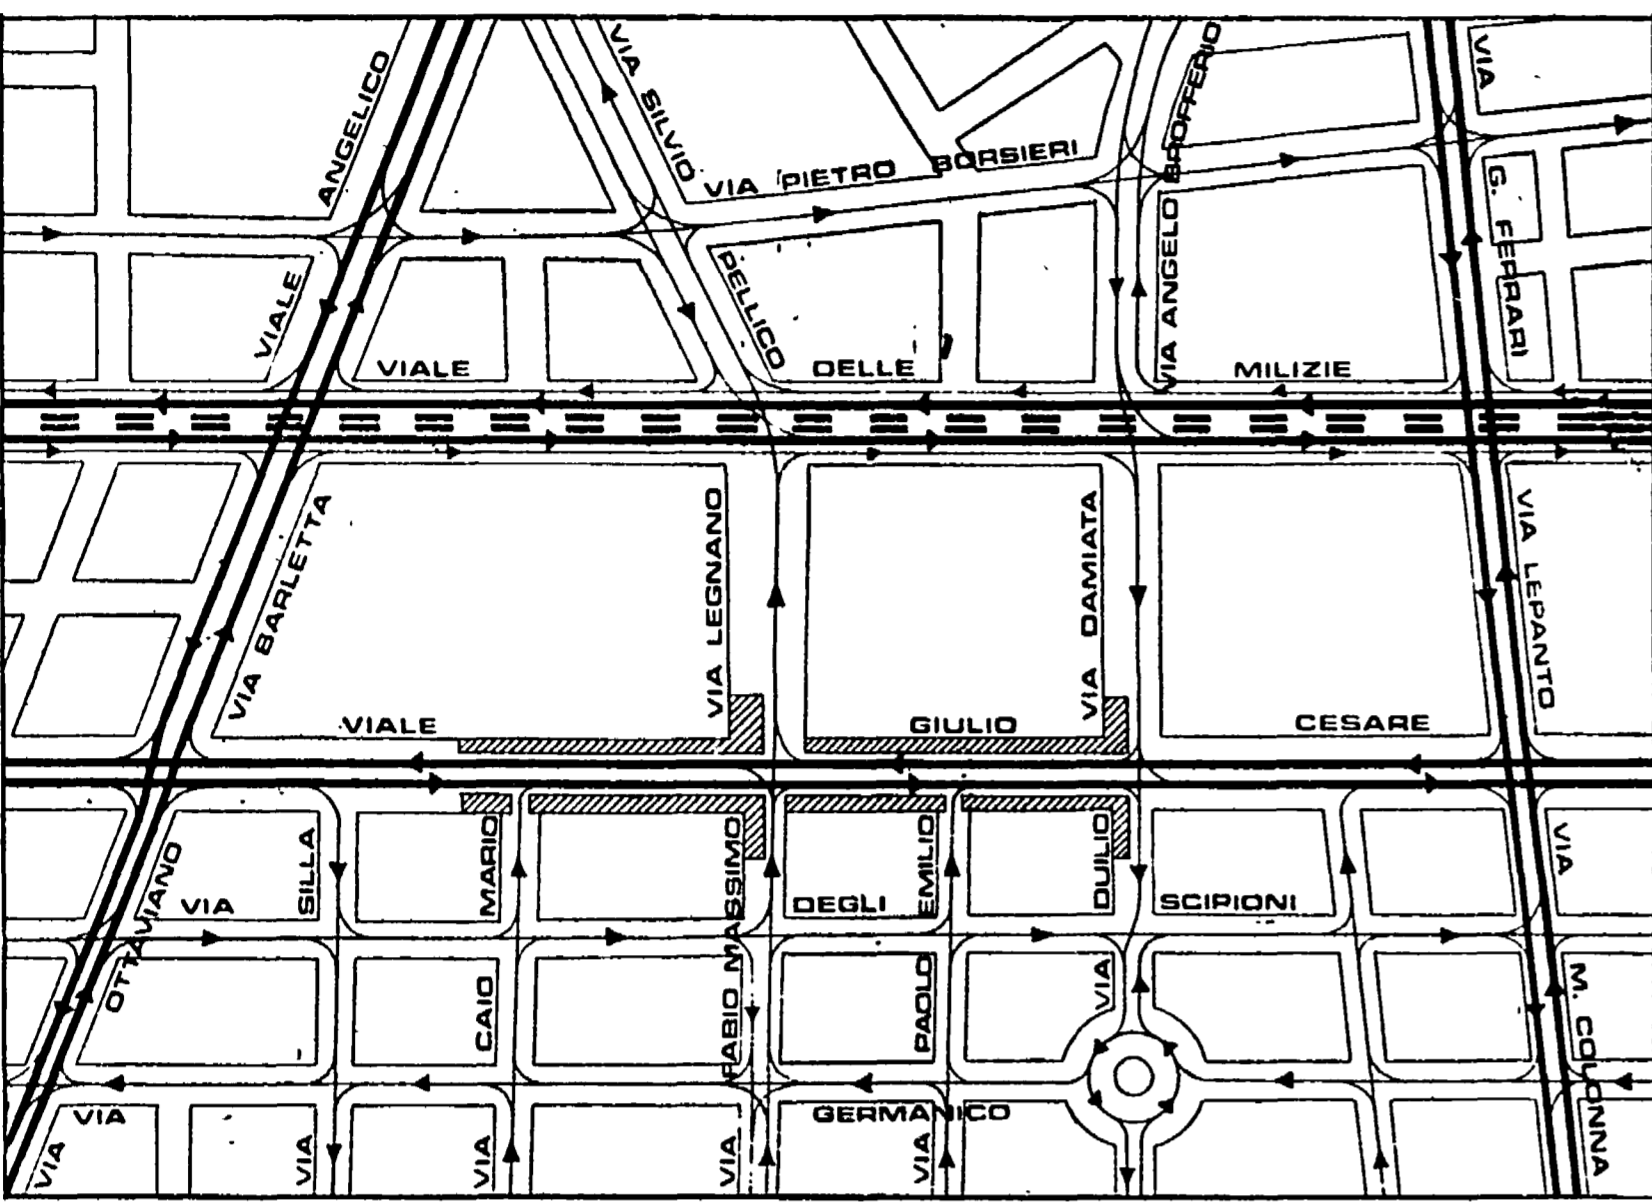 VIALE ANGELICO
VIA SILVIO PELLICO
VIA PIETRO BORSIERI
VIA ANGELO BROFFERIO
VIA G. FERRARI
VIALE DELLE MILIZIE
VIA BARLETTA
VIA LEGNANO
VIA DAMIATA
VIA LEPANTO
VIALE GIULIO CESARE
VIA OTTAVIANO
VIA SILLA
VIA CAIO MARIO
VIA FABIO MASSIMO
VIA PAOLO EMILIO
VIA DUILIO
VIA M. COLONNA
VIA DEGLI SCIPIONI
VIA GERMANICO